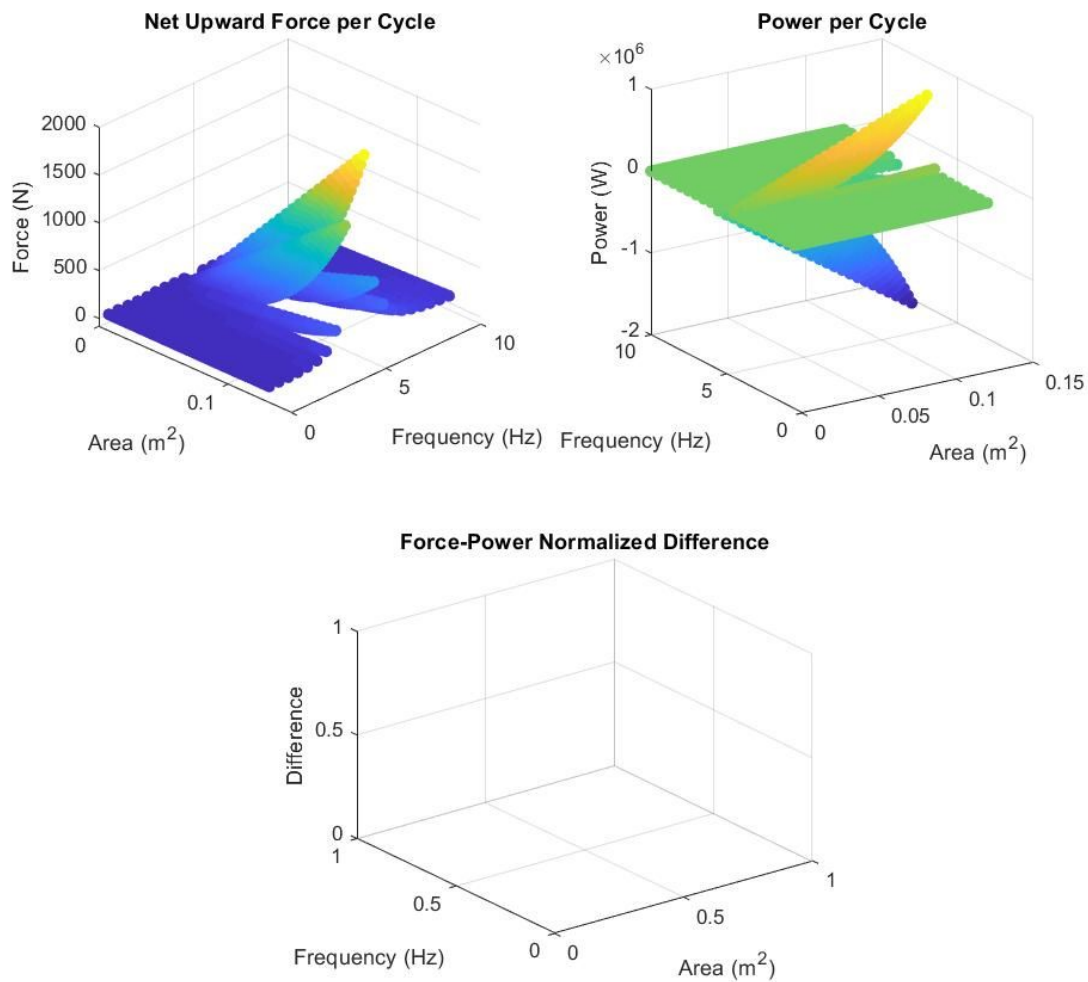 Net Upward Force per Cycle
2000
1500
1000
500
0
Force (N)
0
0.1
Area (m²)
0
5
10
Frequency (Hz)
Power per Cycle
×10⁶
1
0
-1
-2
Power (W)
10
5
0
Frequency (Hz)
0
0.05
0.1
0.15
Area (m²)
Force-Power Normalized Difference
1
0.5
0
Difference
1
0.5
0
Frequency (Hz)
0
0.5
1
Area (m²)